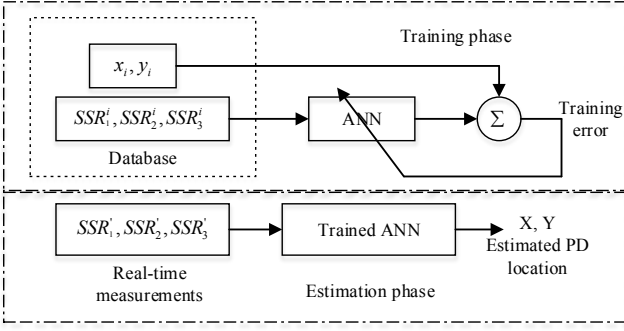 Training phase
x_i, y_i
SSR_1^i, SSR_2^i, SSR_3^i
ANN
Σ
Training
error
Database
SSR_1^', SSR_2^', SSR_3^'
Trained ANN
X, Y
Estimated PD
location
Real-time
measurements
Estimation phase